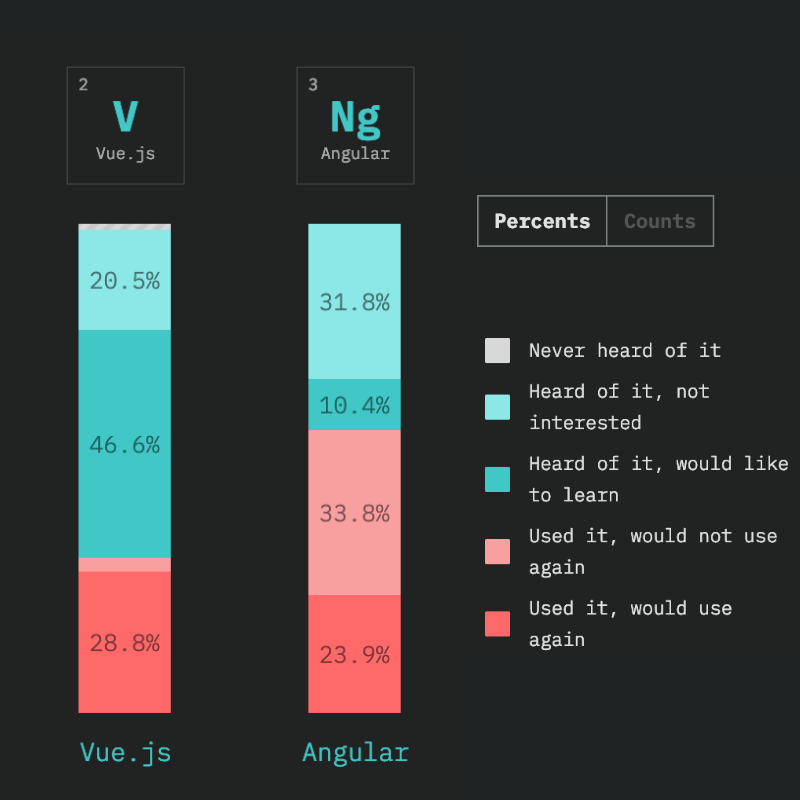 2
V
Vue.js
3
Ng
Angular
Percents
Counts
20.5%
46.6%
28.8%
Vue.js
31.8%
10.4%
33.8%
23.9%
Angular
Never heard of it
Heard of it, not
interested
Heard of it, would like
to learn
Used it, would not use
again
Used it, would use
again